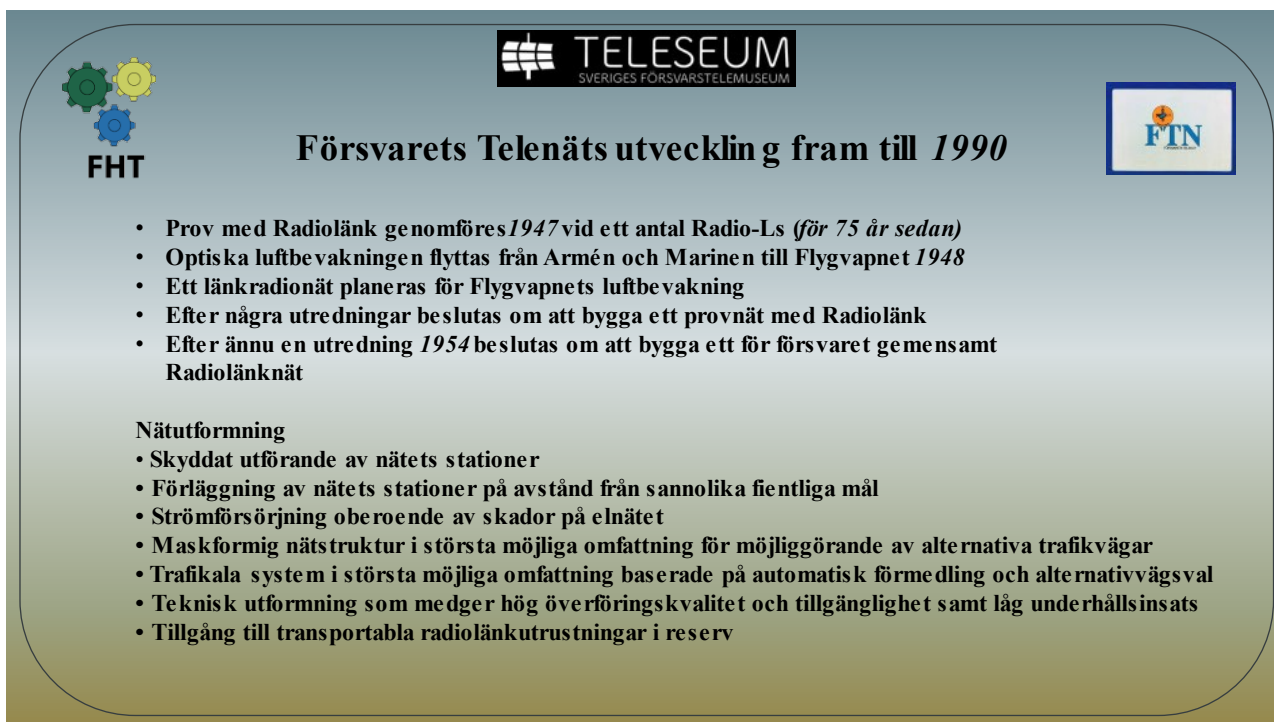 TELESEUM
SVERIGES FÖRSVARSTELEMUSEUM
FHT
FTN
Försvarets Telenäts utveckling fram till 1990
• Prov med Radiolänk genomföres 1947 vid ett antal Radio-Ls (för 75 år sedan)
• Optiska luftbevakningen flyttas från Armén och Marinen till Flygvapnet 1948
• Ett länkradionät planeras för Flygvapnets luftbevakning
• Efter några utredningar beslutas om att bygga ett provnät med Radiolänk
• Efter ännu en utredning 1954 beslutas om att bygga ett för försvaret gemensamt
Radiolänknät
Nätutformning
• Skyddat utförande av nätets stationer
• Förläggning av nätets stationer på avstånd från sannolika fientliga mål
• Strömförsörjning oberoende av skador på elnätet
• Maskformig nätstruktur i största möjliga omfattning för möjliggörande av alternativa trafikvägar
• Trafikala system i största möjliga omfattning baserade på automatisk förmedling och alternativvägsval
• Teknisk utformning som medger hög överföringskvalitet och tillgänglighet samt låg underhållsinsats
• Tillgång till transportabla radiolänkutrustningar i reserv